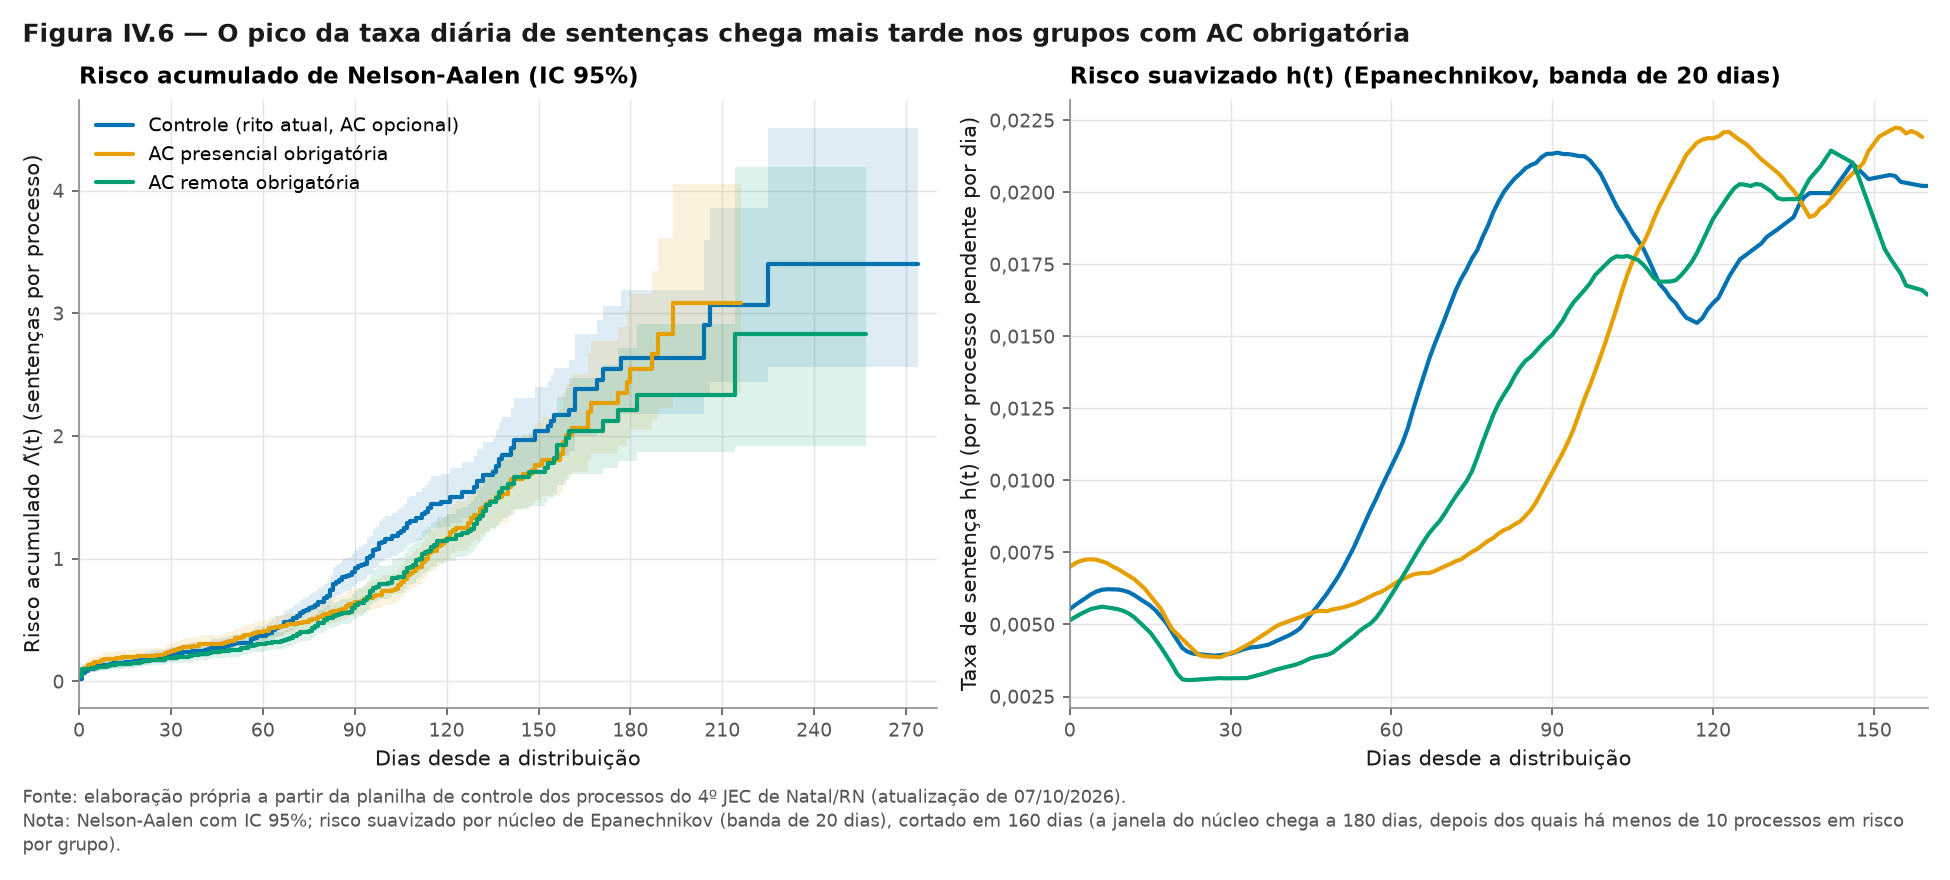 Figura IV.6 — O pico da taxa diária de sentenças chega mais tarde nos grupos com AC obrigatória
Risco acumulado de Nelson-Aalen (IC 95%)
Risco acumulado Λ̂(t) (sentenças por processo)
4
3
2
1
0
Controle (rito atual, AC opcional)
AC presencial obrigatória
AC remota obrigatória
0 30 60 90 120 150 180 210 240 270
Dias desde a distribuição
Risco suavizado h(t) (Epanechnikov, banda de 20 dias)
Taxa de sentença h(t) (por processo pendente por dia)
0,0225
0,0200
0,0175
0,0150
0,0125
0,0100
0,0075
0,0050
0,0025
0 30 60 90 120 150
Dias desde a distribuição
Fonte: elaboração própria a partir da planilha de controle dos processos do 4º JEC de Natal/RN (atualização de 07/10/2026).
Nota: Nelson-Aalen com IC 95%; risco suavizado por núcleo de Epanechnikov (banda de 20 dias), cortado em 160 dias (a janela do núcleo chega a 180 dias, depois dos quais há menos de 10 processos em risco
por grupo).